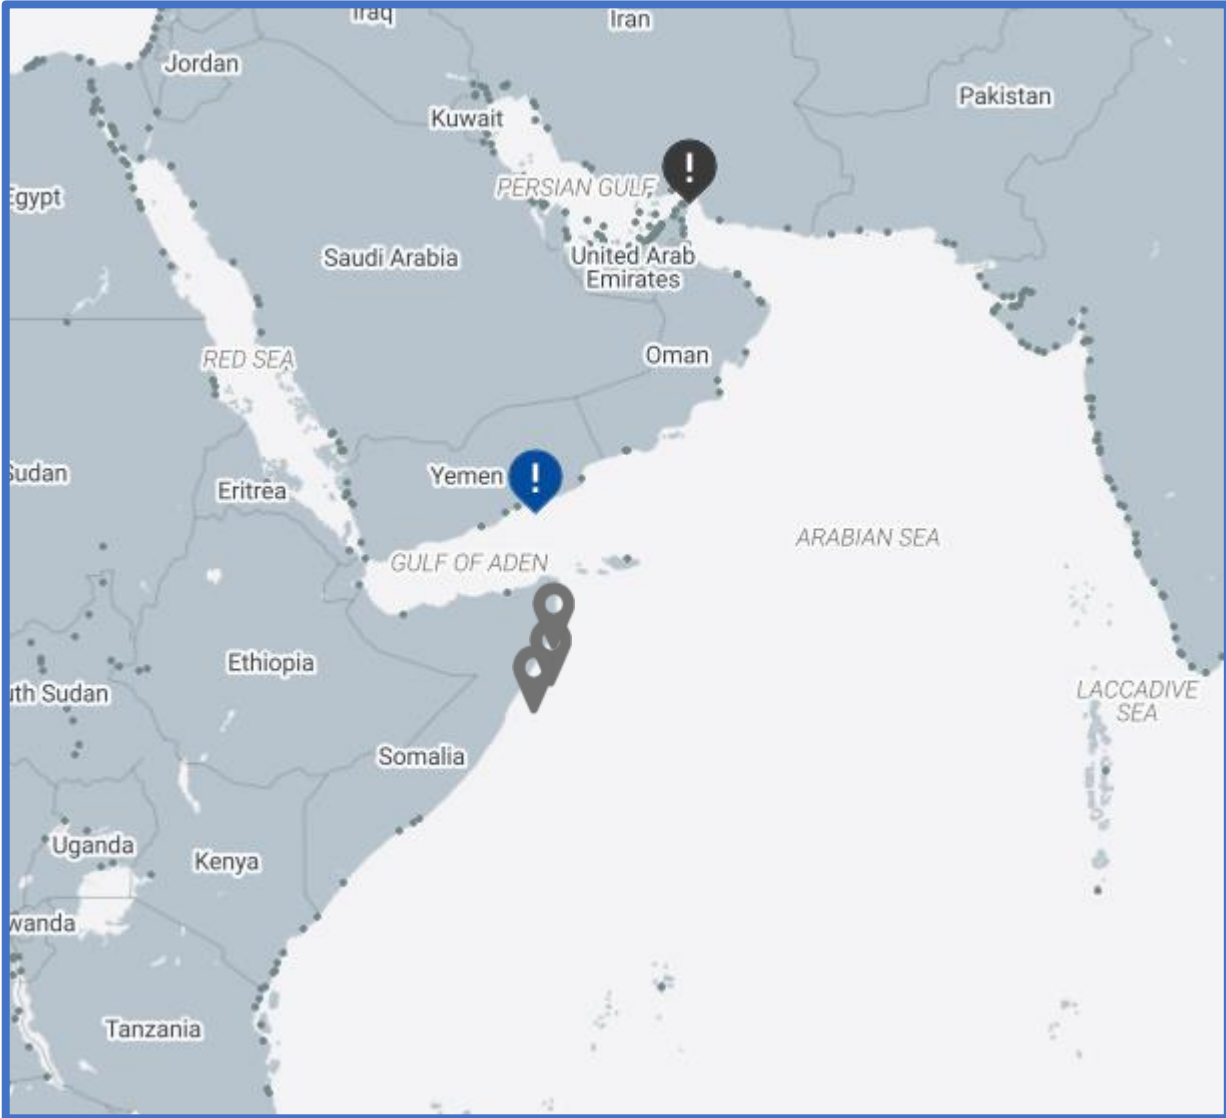 Iraq
Iran
Jordan
Pakistan
Kuwait
!
PERSIAN GULF
Egypt
Saudi Arabia
United Arab
Emirates
RED SEA
Oman
Sudan
Yemen
!
Eritrea
ARABIAN SEA
GULF OF ADEN
Ethiopia
uth Sudan
LACCADIVE
SEA
Somalia
Uganda
Kenya
wanda
Tanzania